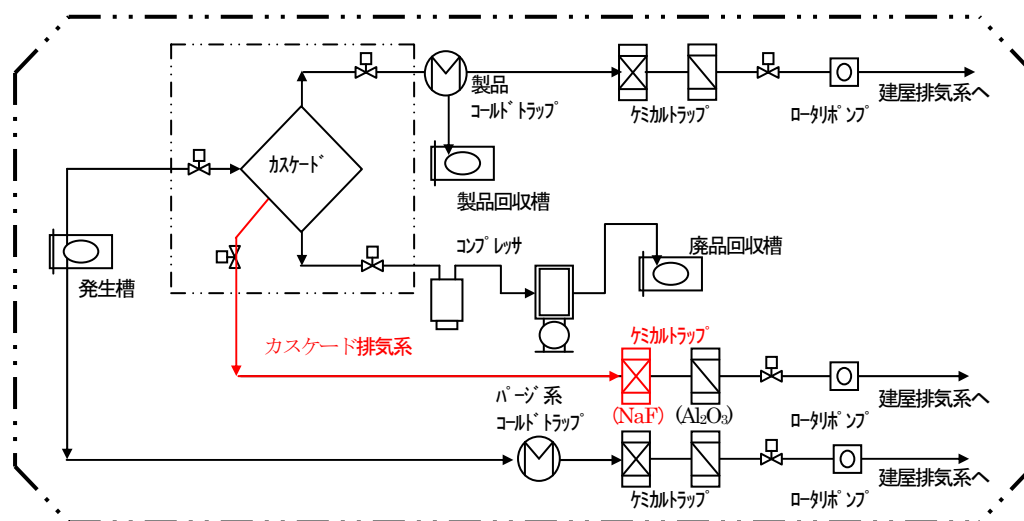 製品
コールドトラップ
ケミカルトラップ
ロータリポンプ
建屋排気系へ
カスケード
製品回収槽
コンプレッサ
廃品回収槽
発生槽
カスケード排気系
ケミカルトラップ
(NaF)
(Al₂O₃)
ロータリポンプ
建屋排気系へ
パージ系
コールドトラップ
ケミカルトラップ
ロータリポンプ
建屋排気系へ